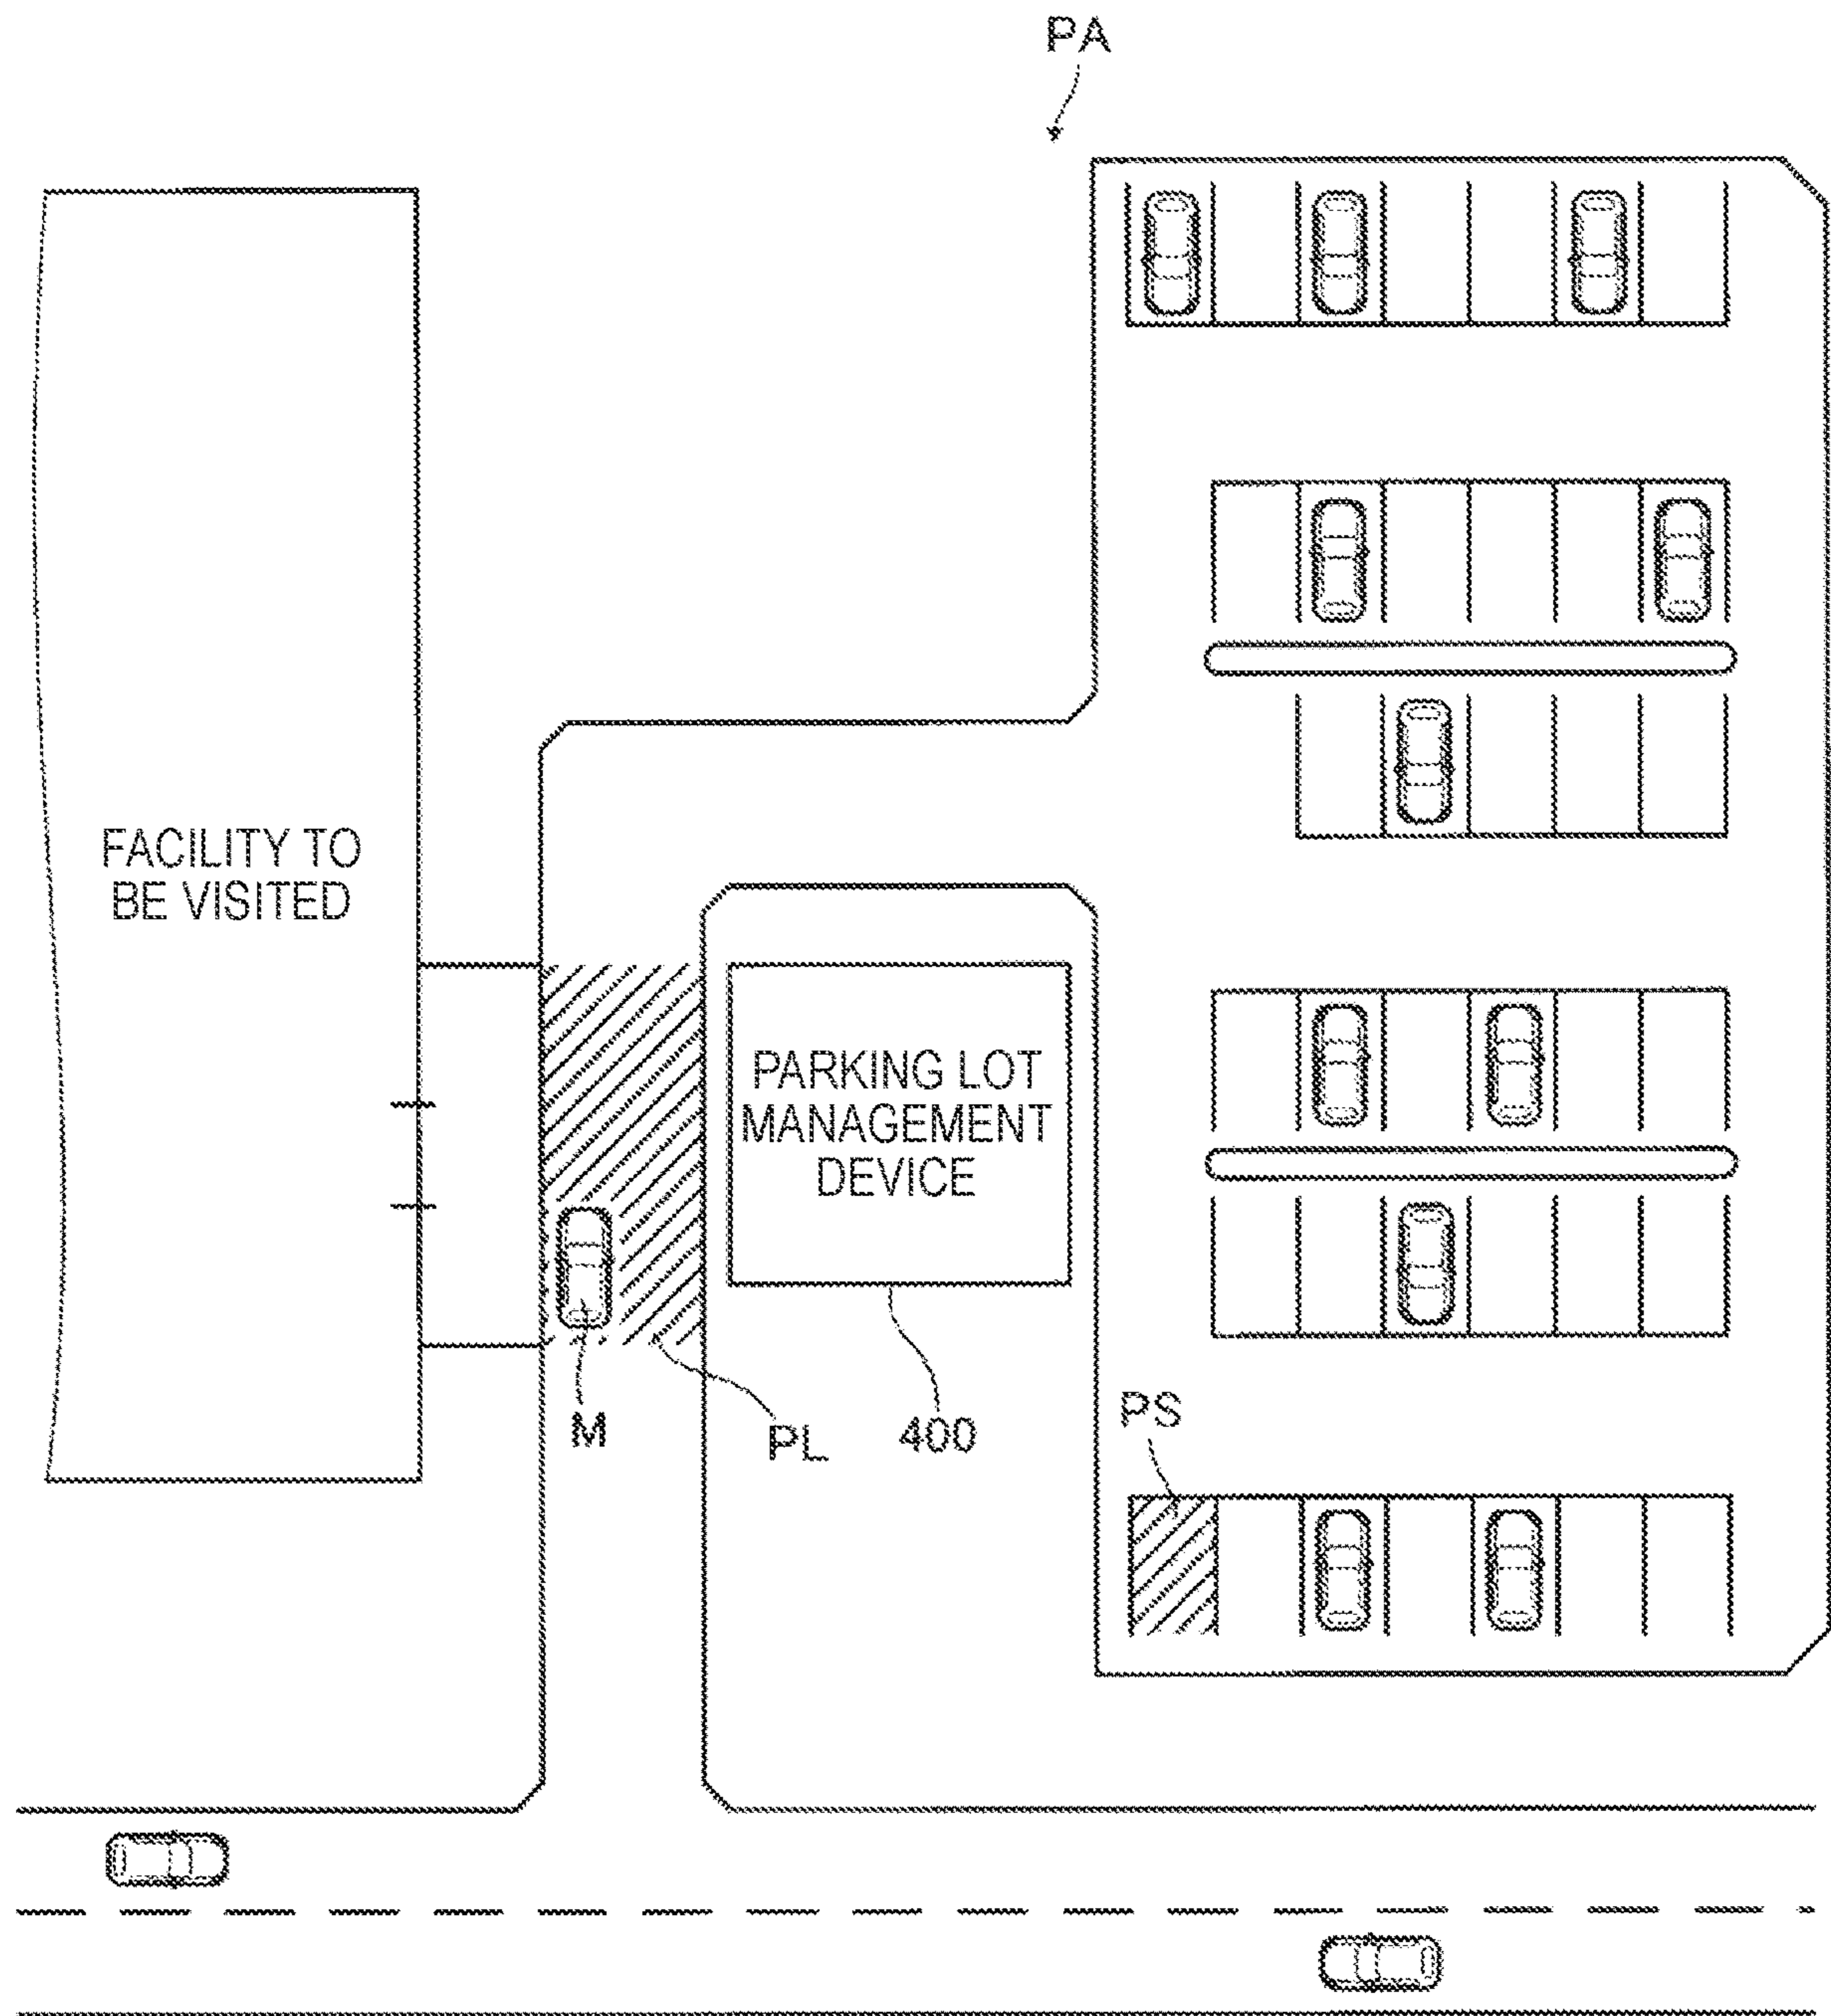 PA
FACILITY TO
BE VISITED
PARKING LOT
MANAGEMENT
DEVICE
M
PL
400
PS